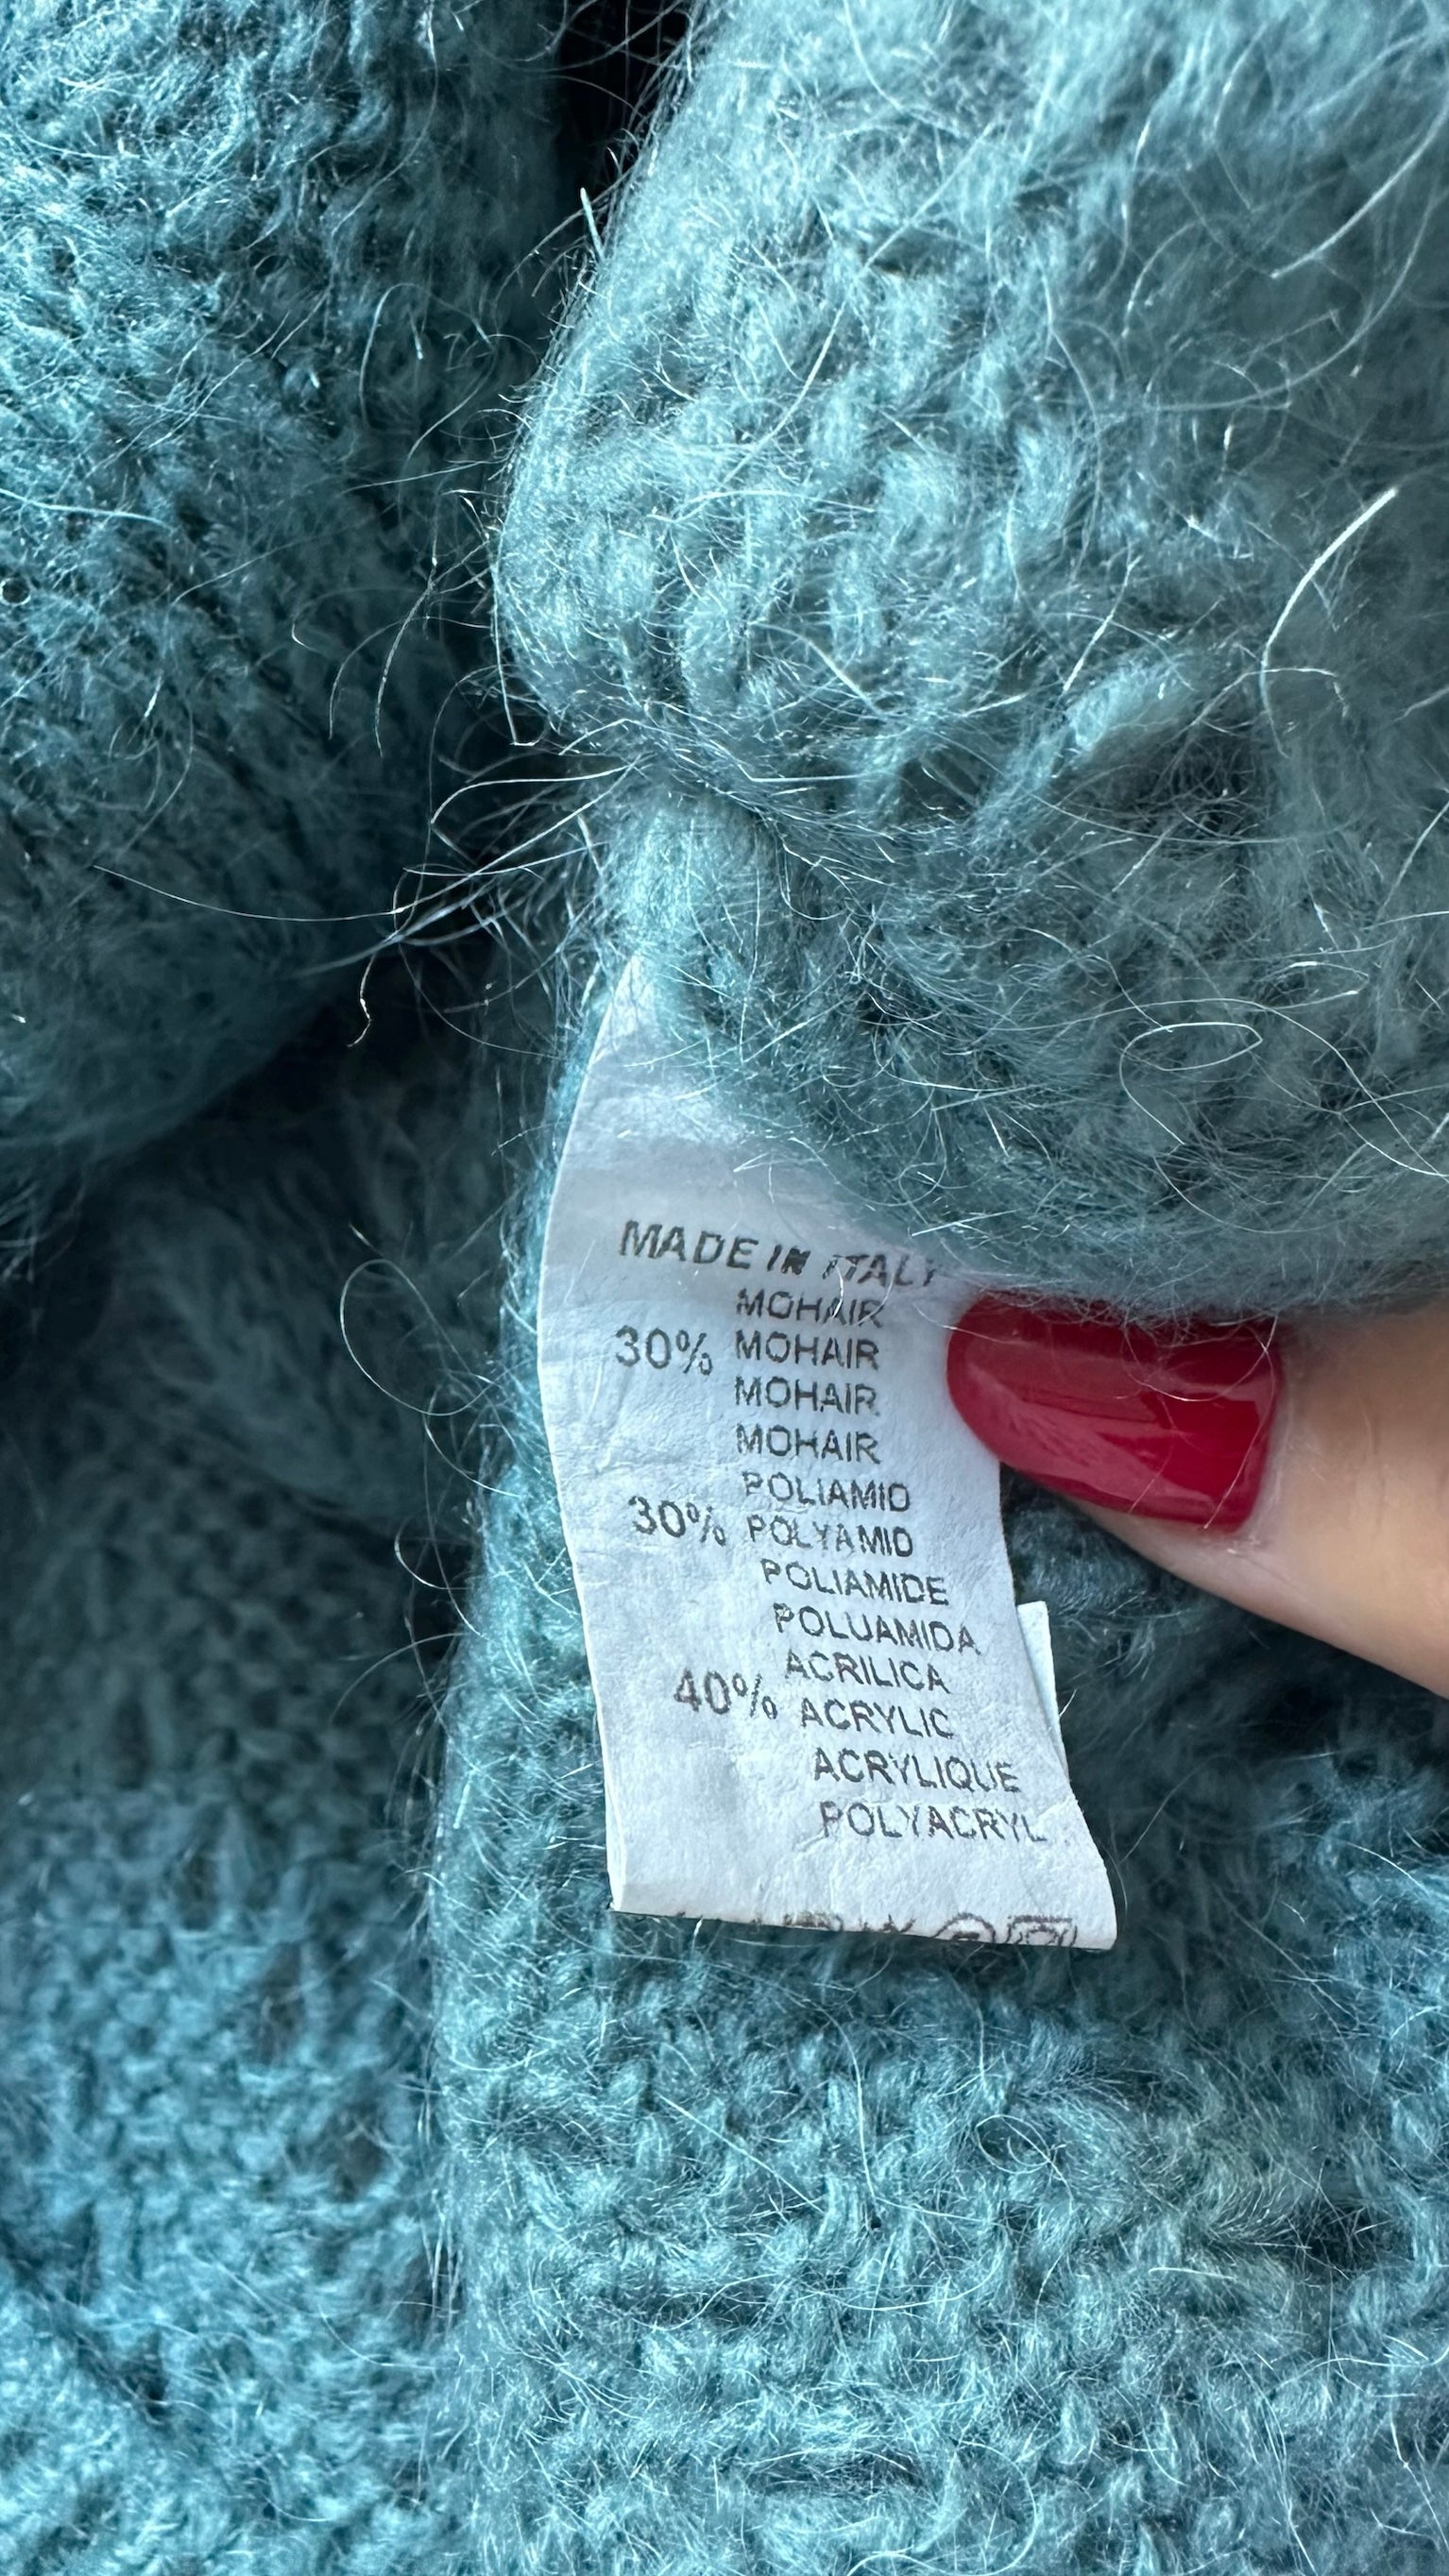 MADE IN ITALY
MOHAIR
30% MOHAIR
MOHAIR
MOHAIR
POLIAMID
30% POLYAMID
POLIAMIDE
POLUAMIDA
ACRILICA
40% ACRYLIC
ACRYLIQUE
POLYACRYL